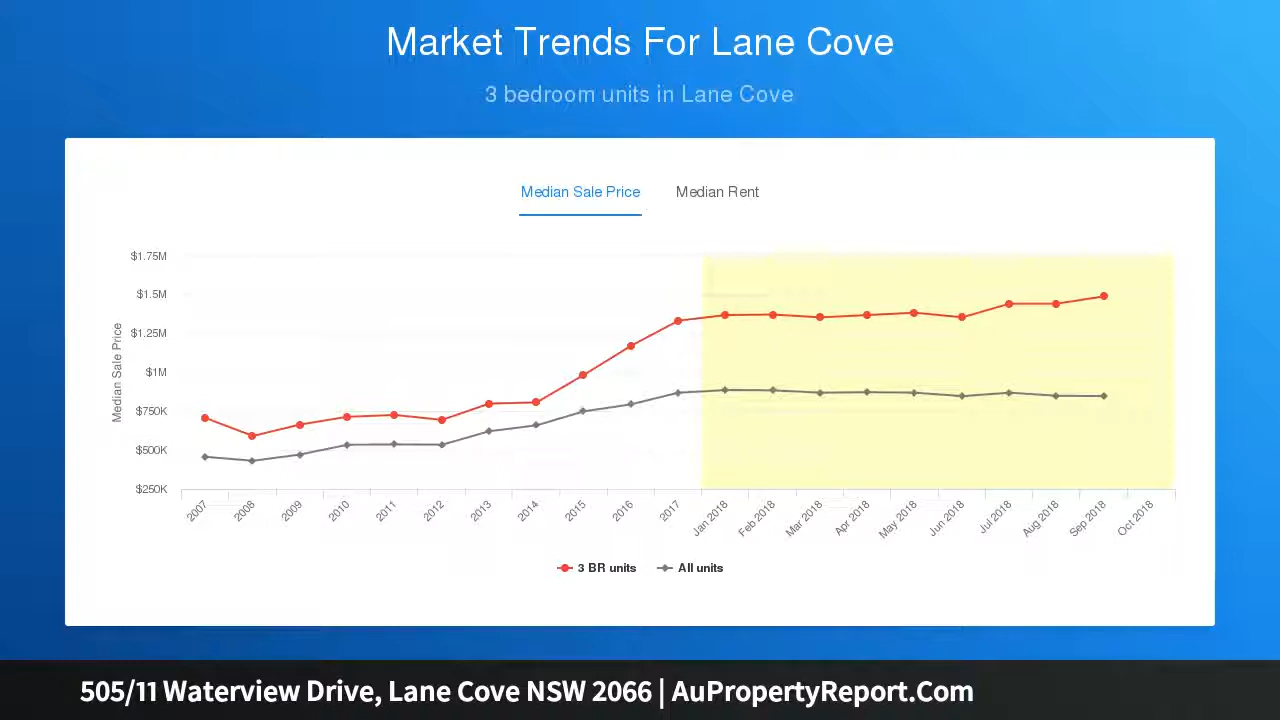 Market Trends For Lane Cove
3 bedroom units in Lane Cove
Median Sale Price Median Rent
Median Sale Price
$1.75M
$1.5M
$1.25M
$1M
$750K
$500K
$250K
2007 2008 2009 2010 2011 2012 2013 2014 2015 2016 2017 Jan 2018 Feb 2018 Mar 2018 Apr 2018 May 2018 Jun 2018 Jul 2018 Aug 2018 Sep 2018 Oct 2018
3 BR units All units
505/11 Waterview Drive, Lane Cove NSW 2066 | AuPropertyReport.Com